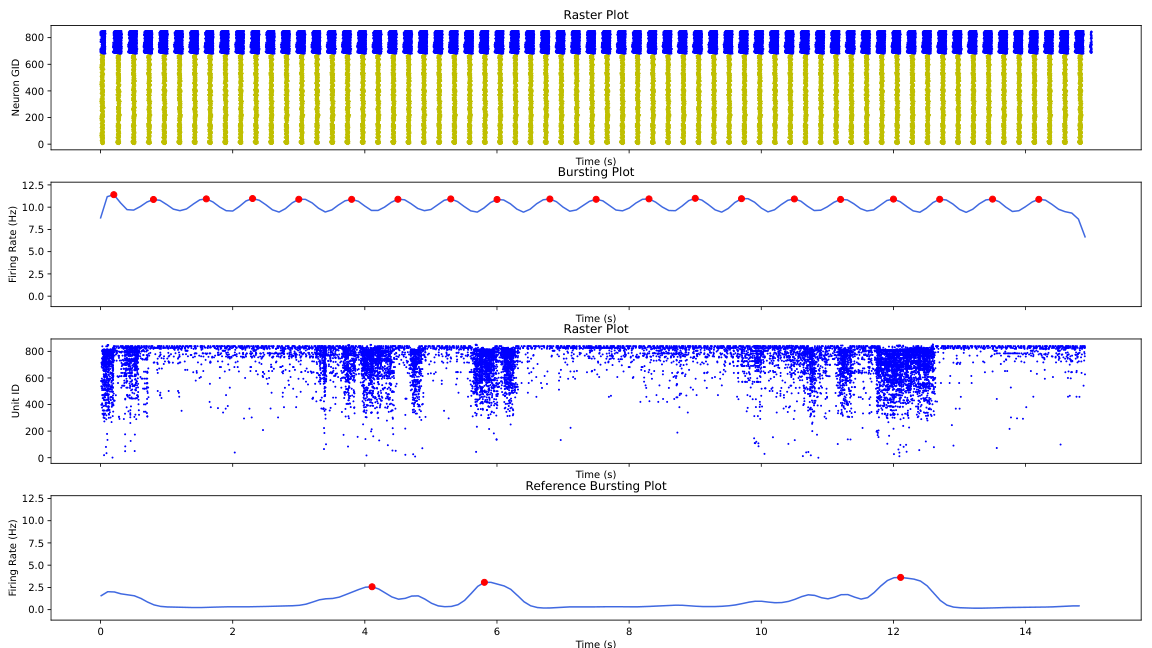 Raster Plot
Neuron GID
800
600
400
200
0
Time (s)
Bursting Plot
Firing Rate (Hz)
12.5
10.0
7.5
5.0
2.5
0.0
Time (s)
Raster Plot
Unit ID
800
600
400
200
0
Time (s)
Reference Bursting Plot
Firing Rate (Hz)
12.5
10.0
7.5
5.0
2.5
0.0
0 2 4 6 8 10 12 14
Time (s)